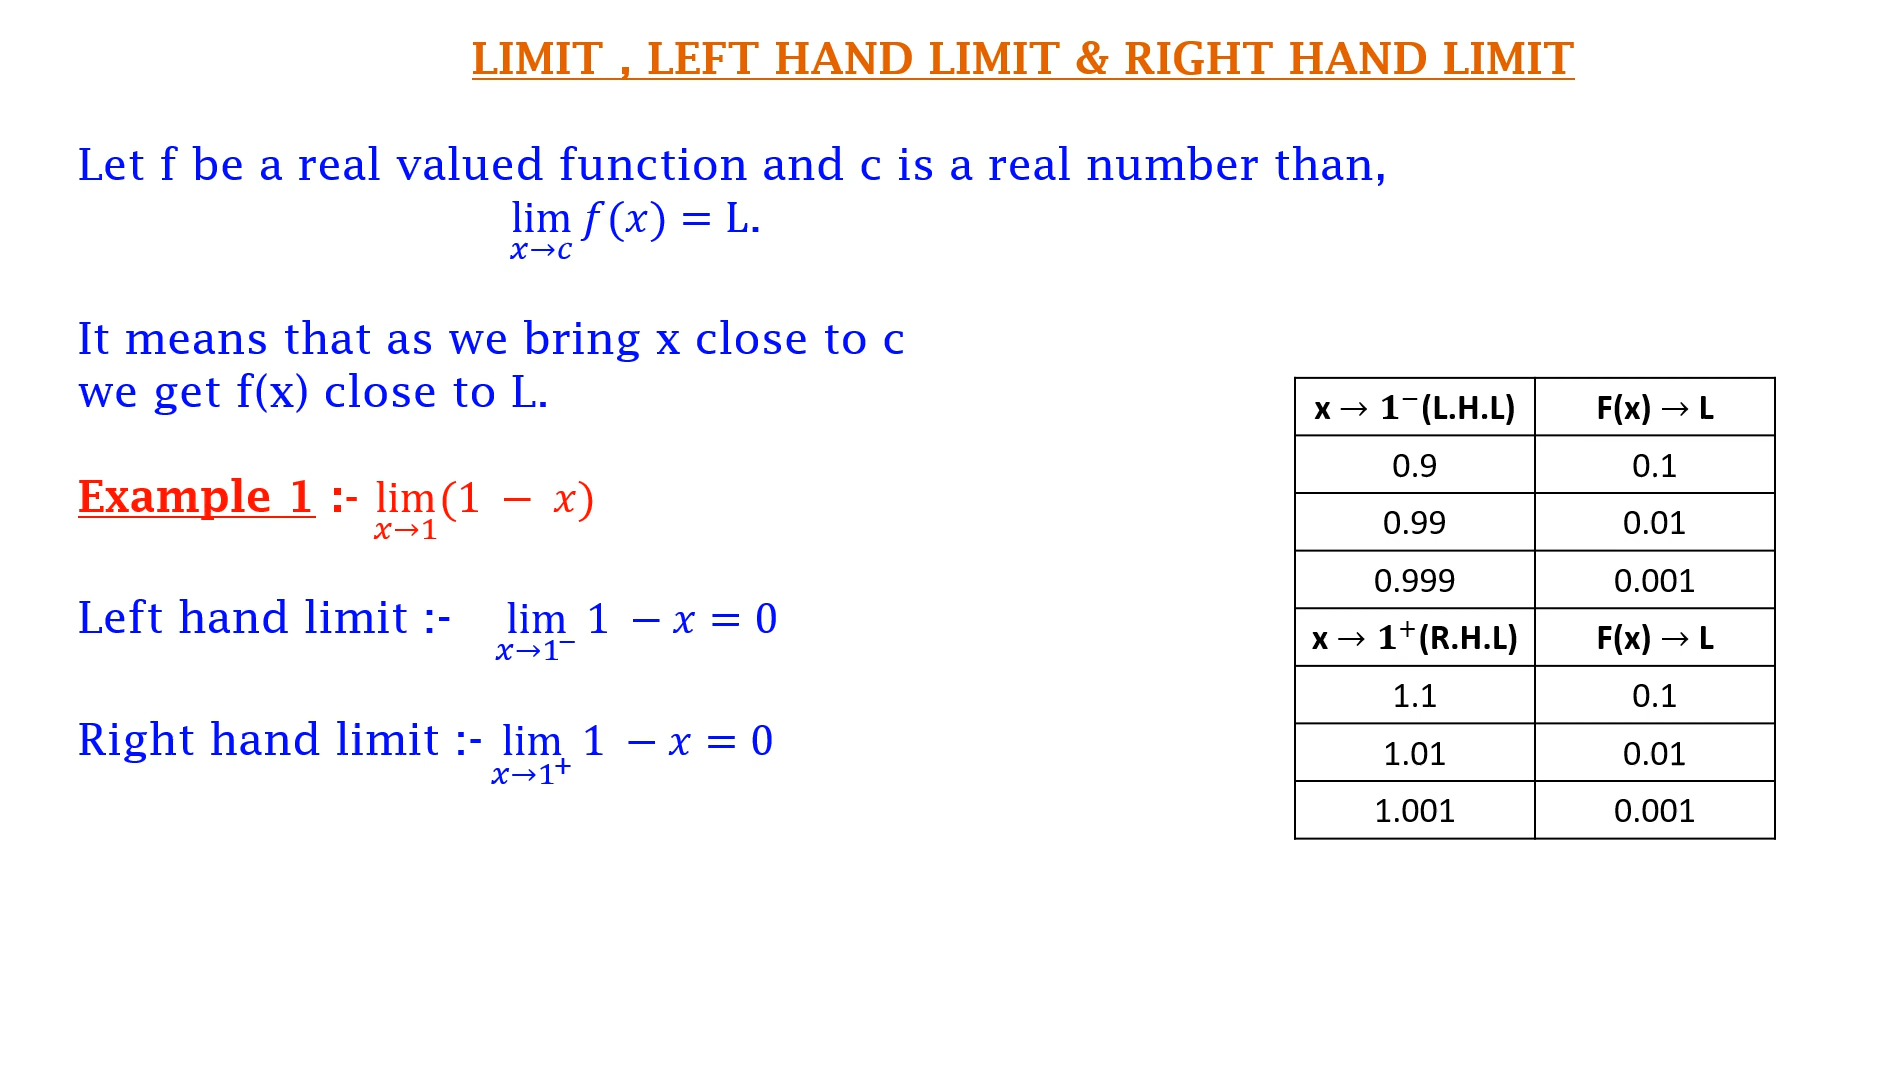 LIMIT , LEFT HAND LIMIT & RIGHT HAND LIMIT
Let f be a real valued function and c is a real number than,
lim f(x) = L.
x→c
It means that as we bring x close to c
we get f(x) close to L.
Example 1 :- lim (1 − x)
x→1
Left hand limit :- lim 1 − x = 0
x→1⁻
Right hand limit :- lim 1 − x = 0
x→1⁺
x → 1⁻(L.H.L) F(x) → L
0.9 0.1
0.99 0.01
0.999 0.001
x → 1⁺(R.H.L) F(x) → L
1.1 0.1
1.01 0.01
1.001 0.001